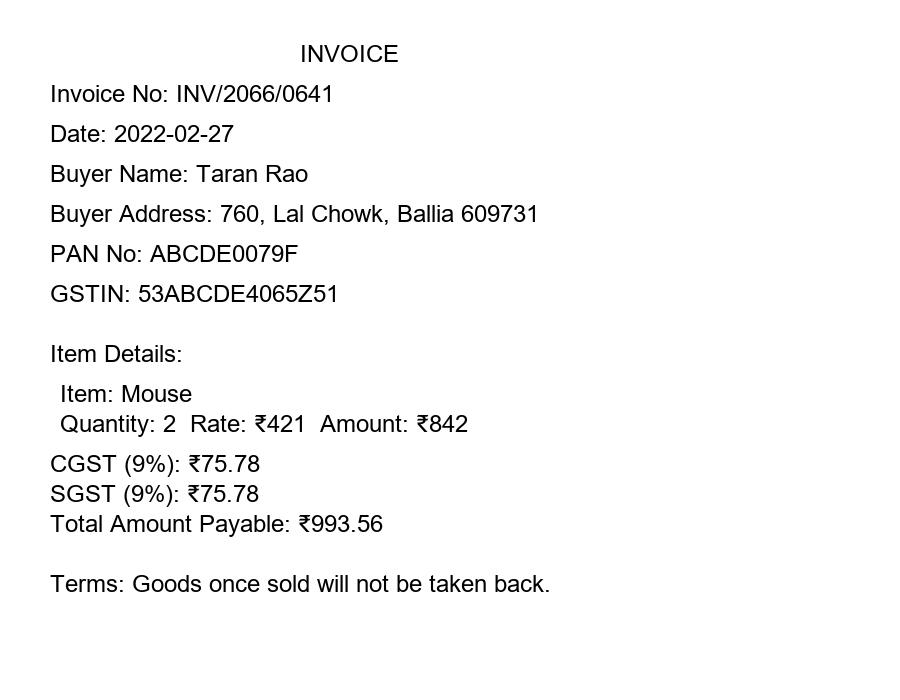 INVOICE
Invoice No: INV/2066/0641
Date: 2022-02-27
Buyer Name: Taran Rao
Buyer Address: 760, Lal Chowk, Ballia 609731
PAN No: ABCDE0079F
GSTIN: 53ABCDE4065Z51
Item Details:
Item: Mouse
Quantity: 2  Rate: ₹421  Amount: ₹842
CGST (9%): ₹75.78
SGST (9%): ₹75.78
Total Amount Payable: ₹993.56
Terms: Goods once sold will not be taken back.